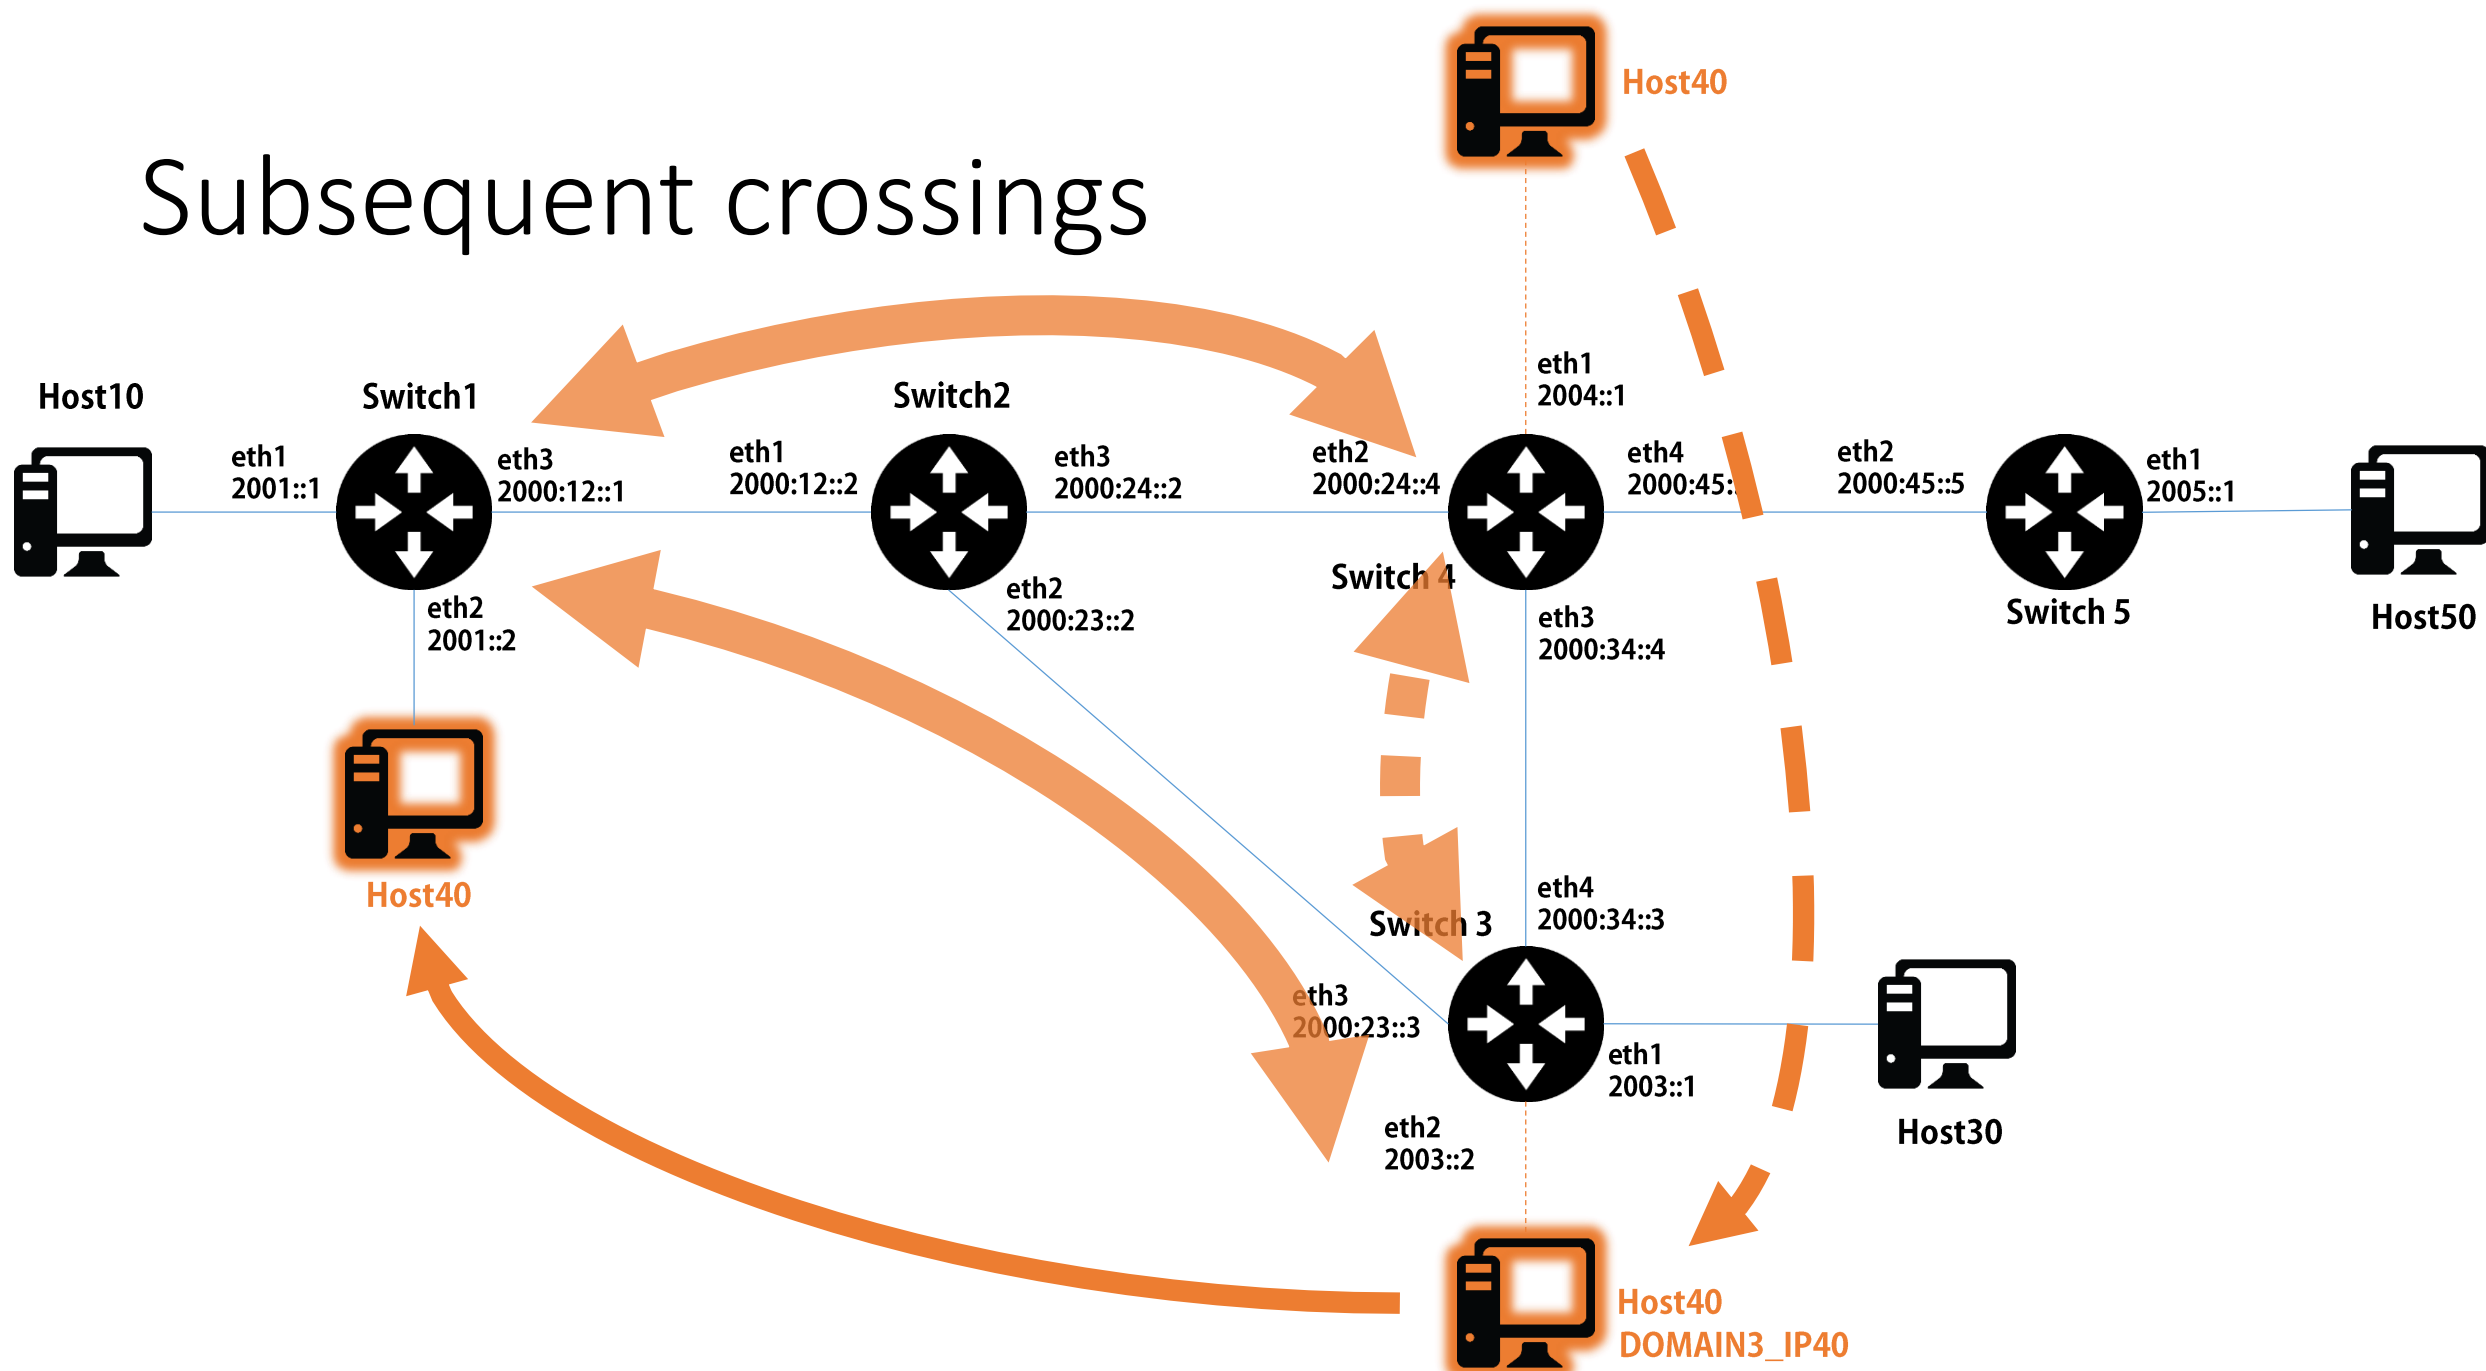 Host40
Subsequent crossings
eth1
2004::1
Host10
Switch1
Switch2
eth1
2001::1
eth3
2000:12::1
eth1
2000:12::2
eth3
2000:24::2
eth2
2000:24::4
eth4
2000:45:
eth2
2000:45::5
eth1
2005::1
Switch 4
eth2
2001::2
eth2
2000:23::2
eth3
2000:34::4
Switch 5
Host50
Host40
eth4
2000:34::3
Switch 3
eth3
2000:23::3
eth1
2003::1
eth2
2003::2
Host30
Host40
DOMAIN3_IP40